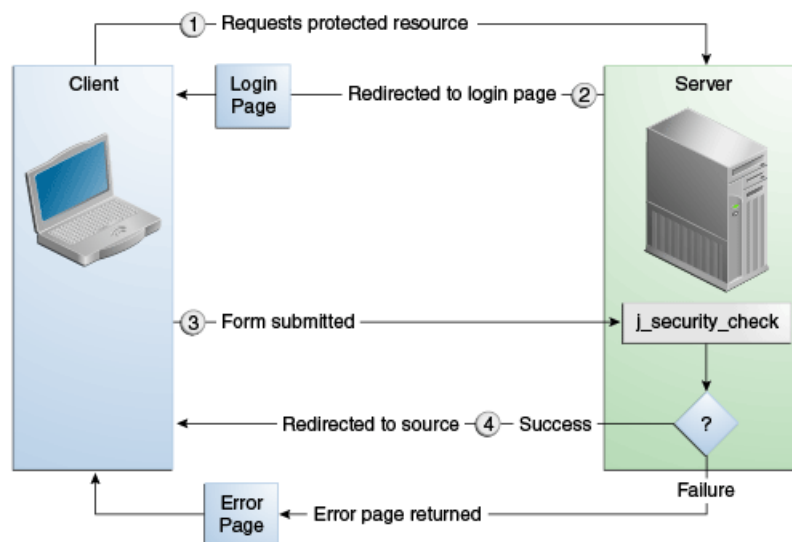 1 Requests protected resource
Client
Login
Page
Redirected to login page 2
Server
3 Form submitted
j_security_check
Redirected to source 4 Success
?
Failure
Error
Page
Error page returned